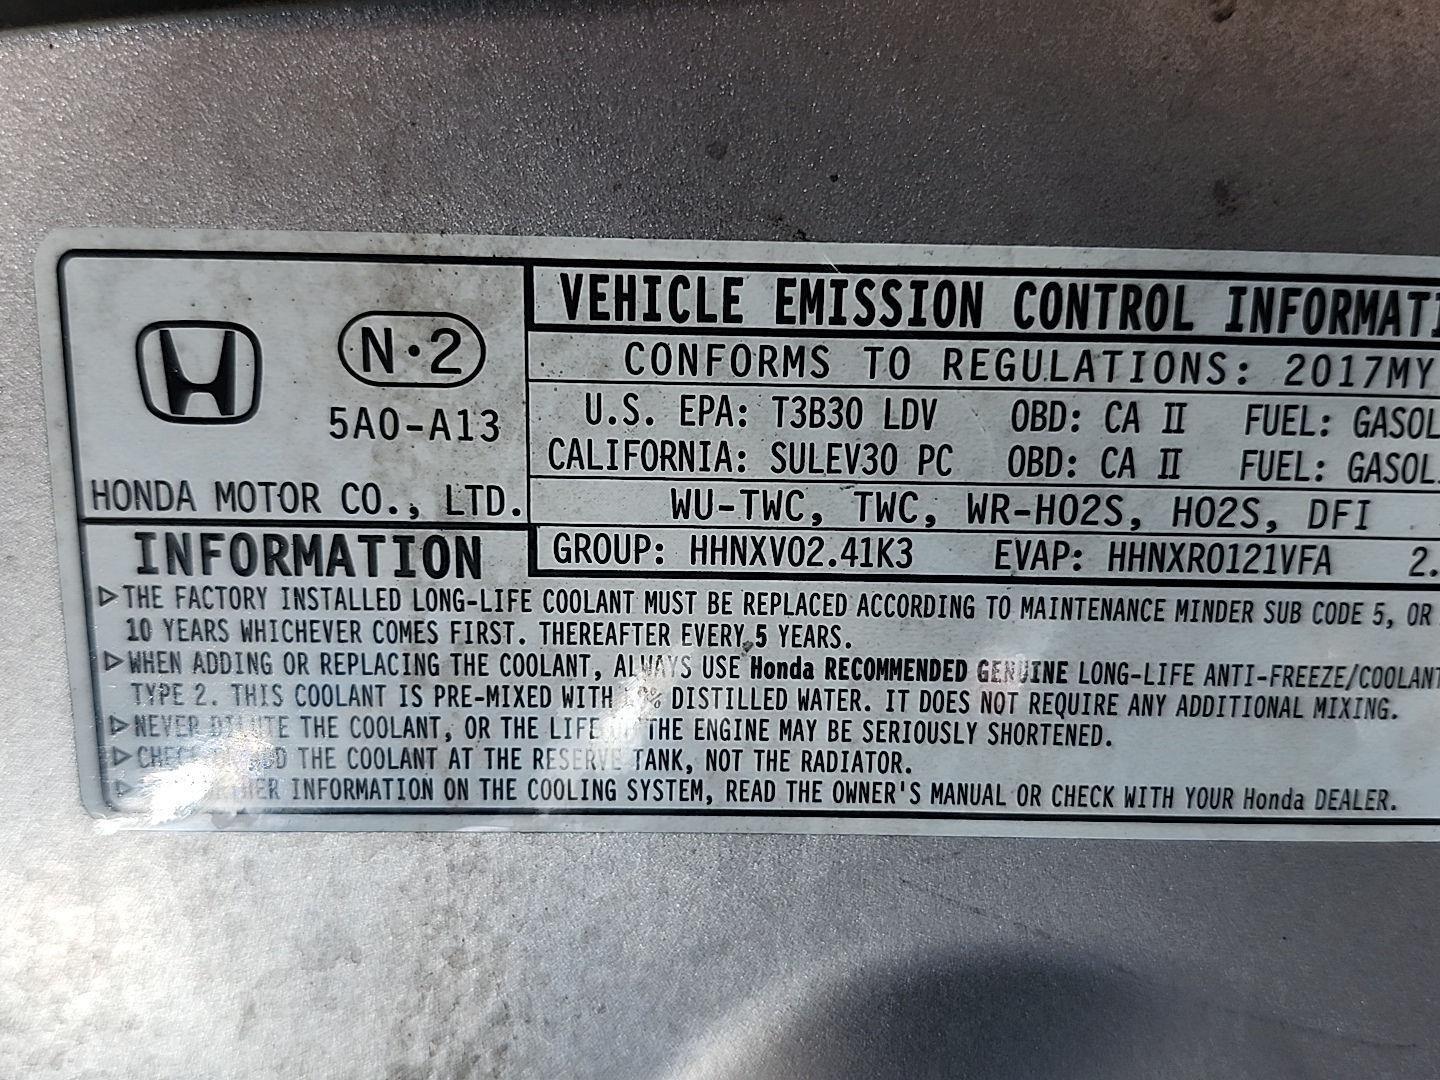 VEHICLE EMISSION CONTROL
N·2
CONFORMS TO REGULATIONS: 2017MY
5A0-A13
U.S. EPA: T3B30 LDV OBD: CA II FUEL:
CALIFORNIA: SULEV30 PC OBD: CA II FUEL:
HONDA MOTOR CO., LTD.
WU-TWC, TWC, WR-HO2S, HO2S, DFI
INFORMATION
GROUP: HHNXV02.41K3 EVAP: HHNXR0121VFA
▷THE FACTORY INSTALLED LONG-LIFE COOLANT MUST BE REPLACED ACCORDING TO MAINTENANCE MINDER SUB CODE 5, OR
10 YEARS WHICHEVER COMES FIRST. THEREAFTER EVERY 5 YEARS.
▷WHEN ADDING OR REPLACING THE COOLANT, ALWAYS USE Honda RECOMMENDED GENUINE LONG-LIFE ANTI-FREEZE/COOLANT
TYPE 2. THIS COOLANT IS PRE-MIXED WITH DISTILLED WATER. IT DOES NOT REQUIRE ANY ADDITIONAL MIXING.
▷NEVER DILUTE THE COOLANT, OR THE LIFE THE ENGINE MAY BE SERIOUSLY SHORTENED.
▷CHECK THE COOLANT AT THE RESERVE TANK, NOT THE RADIATOR.
▷ INFORMATION ON THE COOLING SYSTEM, READ THE OWNER'S MANUAL OR CHECK WITH YOUR Honda DEALER.